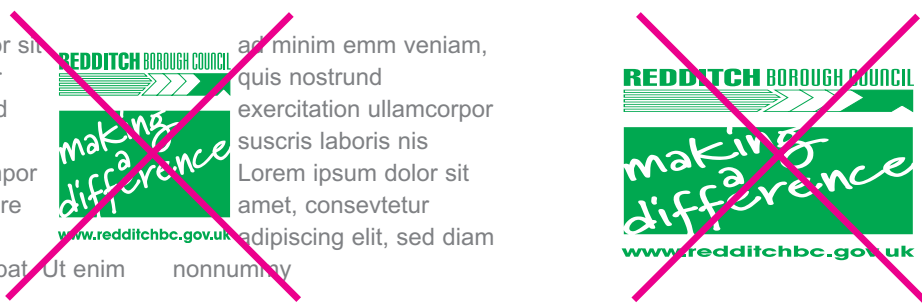 or sit
REDDITCH BOROUGH COUNCIL
making
a
difference
www.redditchbc.gov.uk
ad minim emm veniam,
quis nostrund
exercitation ullamcorpor
suscris laboris nis
Lorem ipsum dolor sit
amet, consevtetur
adipiscing elit, sed diam
Ut enim nonnummy
REDDITCH BOROUGH COUNCIL
making
a
difference
www.redditchbc.gov.uk